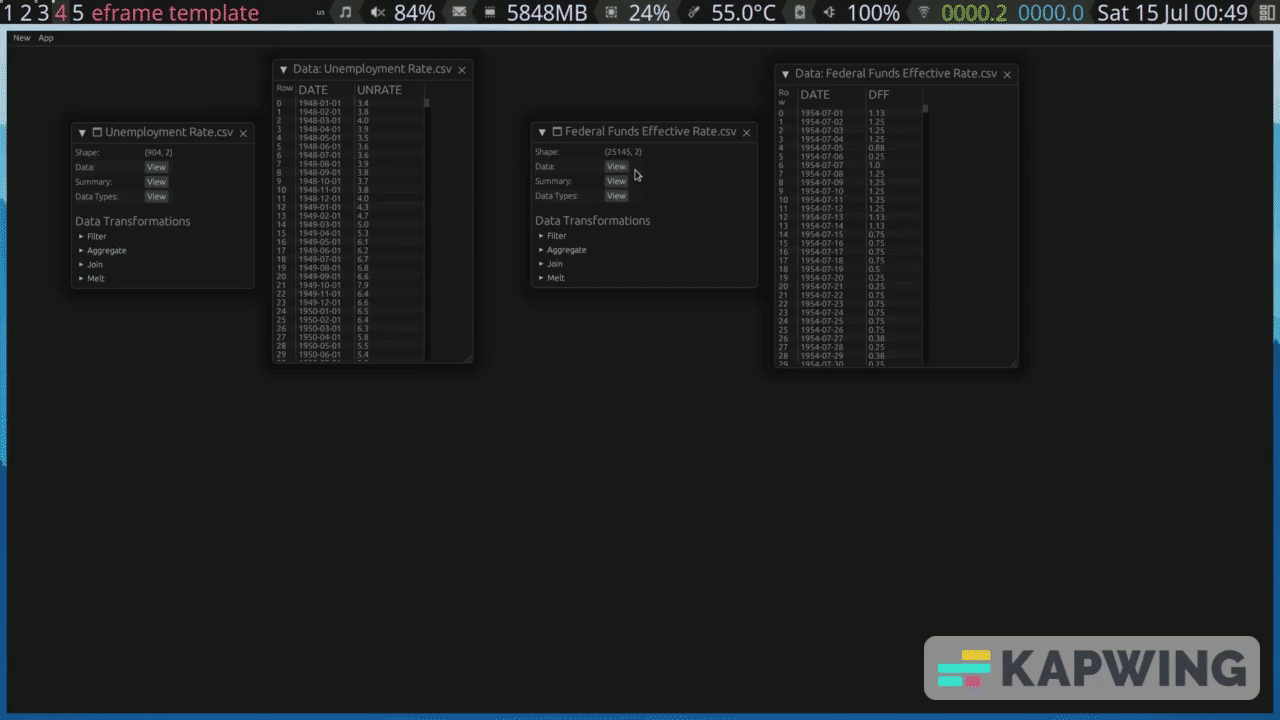 1 2 3 4 5 eframe template us 84% 5848MB 24% 55.0°C 100% 0000.2 0000.0 Sat 15 Jul 00:49
New App
Data: Unemployment Rate.csv
Row DATE UNRATE
0 1948-01-01 3.4
1 1948-02-01 3.8
2 1948-03-01 4.0
3 1948-04-01 3.9
4 1948-05-01 3.5
5 1948-06-01 3.6
6 1948-07-01 3.6
7 1948-08-01 3.9
8 1948-09-01 3.8
9 1948-10-01 3.7
10 1948-11-01 3.8
11 1948-12-01 4.0
12 1949-01-01 4.3
13 1949-02-01 4.7
14 1949-03-01 5.0
15 1949-04-01 5.3
16 1949-05-01 6.1
17 1949-06-01 6.2
18 1949-07-01 6.7
19 1949-08-01 6.8
20 1949-09-01 6.6
21 1949-10-01 7.9
22 1949-11-01 6.4
23 1949-12-01 6.6
24 1950-01-01 6.5
25 1950-02-01 6.4
26 1950-03-01 6.3
27 1950-04-01 5.8
28 1950-05-01 5.5
29 1950-06-01 5.4
Unemployment Rate.csv
Shape: (904, 2)
Data: View
Summary: View
Data Types: View
Data Transformations
Filter
Aggregate
Join
Melt
Federal Funds Effective Rate.csv
Shape: (25145, 2)
Data: View
Summary: View
Data Types: View
Data Transformations
Filter
Aggregate
Join
Melt
Data: Federal Funds Effective Rate.csv
Ro
w
DATE DFF
0 1954-07-01 1.13
1 1954-07-02 1.25
2 1954-07-03 1.25
3 1954-07-04 1.25
4 1954-07-05 0.88
5 1954-07-06 0.25
6 1954-07-07 1.0
7 1954-07-08 1.25
8 1954-07-09 1.25
9 1954-07-10 1.25
10 1954-07-11 1.25
11 1954-07-12 1.25
12 1954-07-13 1.13
13 1954-07-14 1.13
14 1954-07-15 0.75
15 1954-07-16 0.75
16 1954-07-17 0.75
17 1954-07-18 0.75
18 1954-07-19 0.5
19 1954-07-20 0.25
20 1954-07-21 0.25
21 1954-07-22 0.75
22 1954-07-23 0.75
23 1954-07-24 0.75
24 1954-07-25 0.75
25 1954-07-26 0.75
26 1954-07-27 0.38
27 1954-07-28 0.25
28 1954-07-29 0.38
29 1954-07-30 0.25
KAPWING